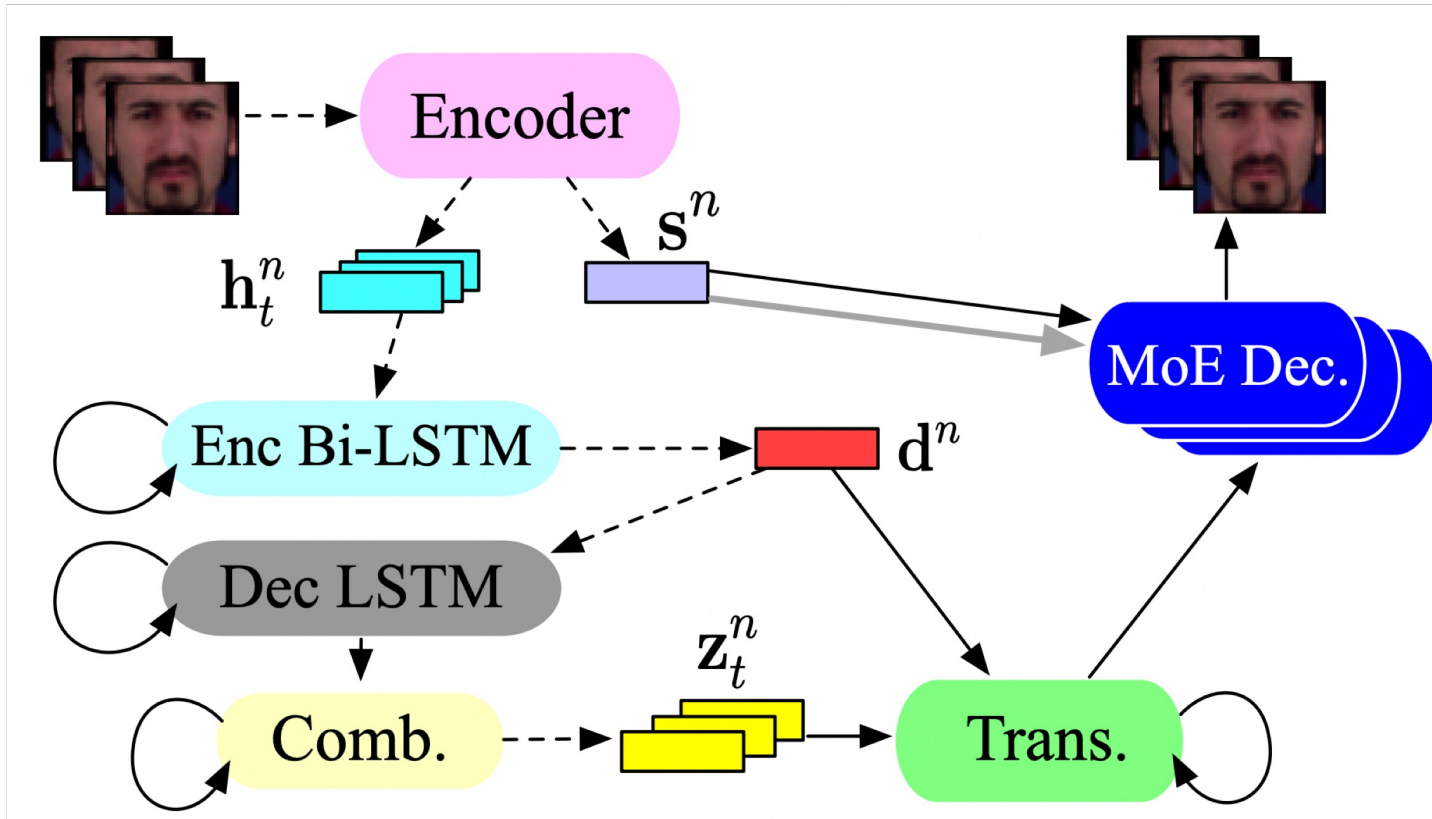 Encoder
s^n
h_t^n
MoE Dec.
Enc Bi-LSTM
d^n
Dec LSTM
z_t^n
Comb.
Trans.